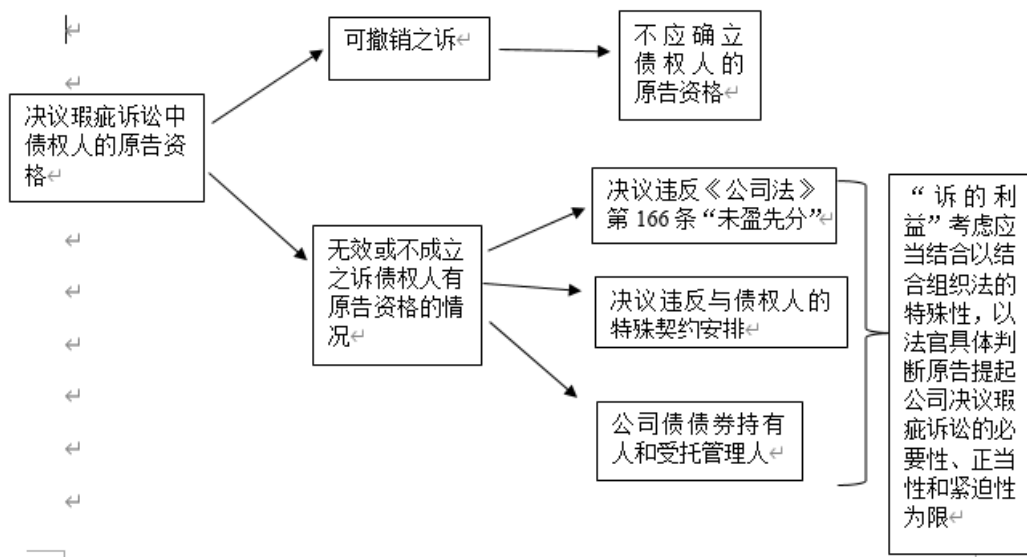 决议瑕疵诉讼中
债权人的原告资
格
可撤销之诉
不应确立
债权人的
原告资格
无效或不成立
之诉债权人有
原告资格的情
况
决议违反《公司法》
第 166 条“未盈先分”
决议违反与债权人的
特殊契约安排
公司债债券持有
人和受托管理人
“诉的利
益”考虑应
当结合以结
合组织法的
特殊性，以
法官具体判
断原告提起
公司决议瑕
疵诉讼的必
要性、正当
性和紧迫性
为限